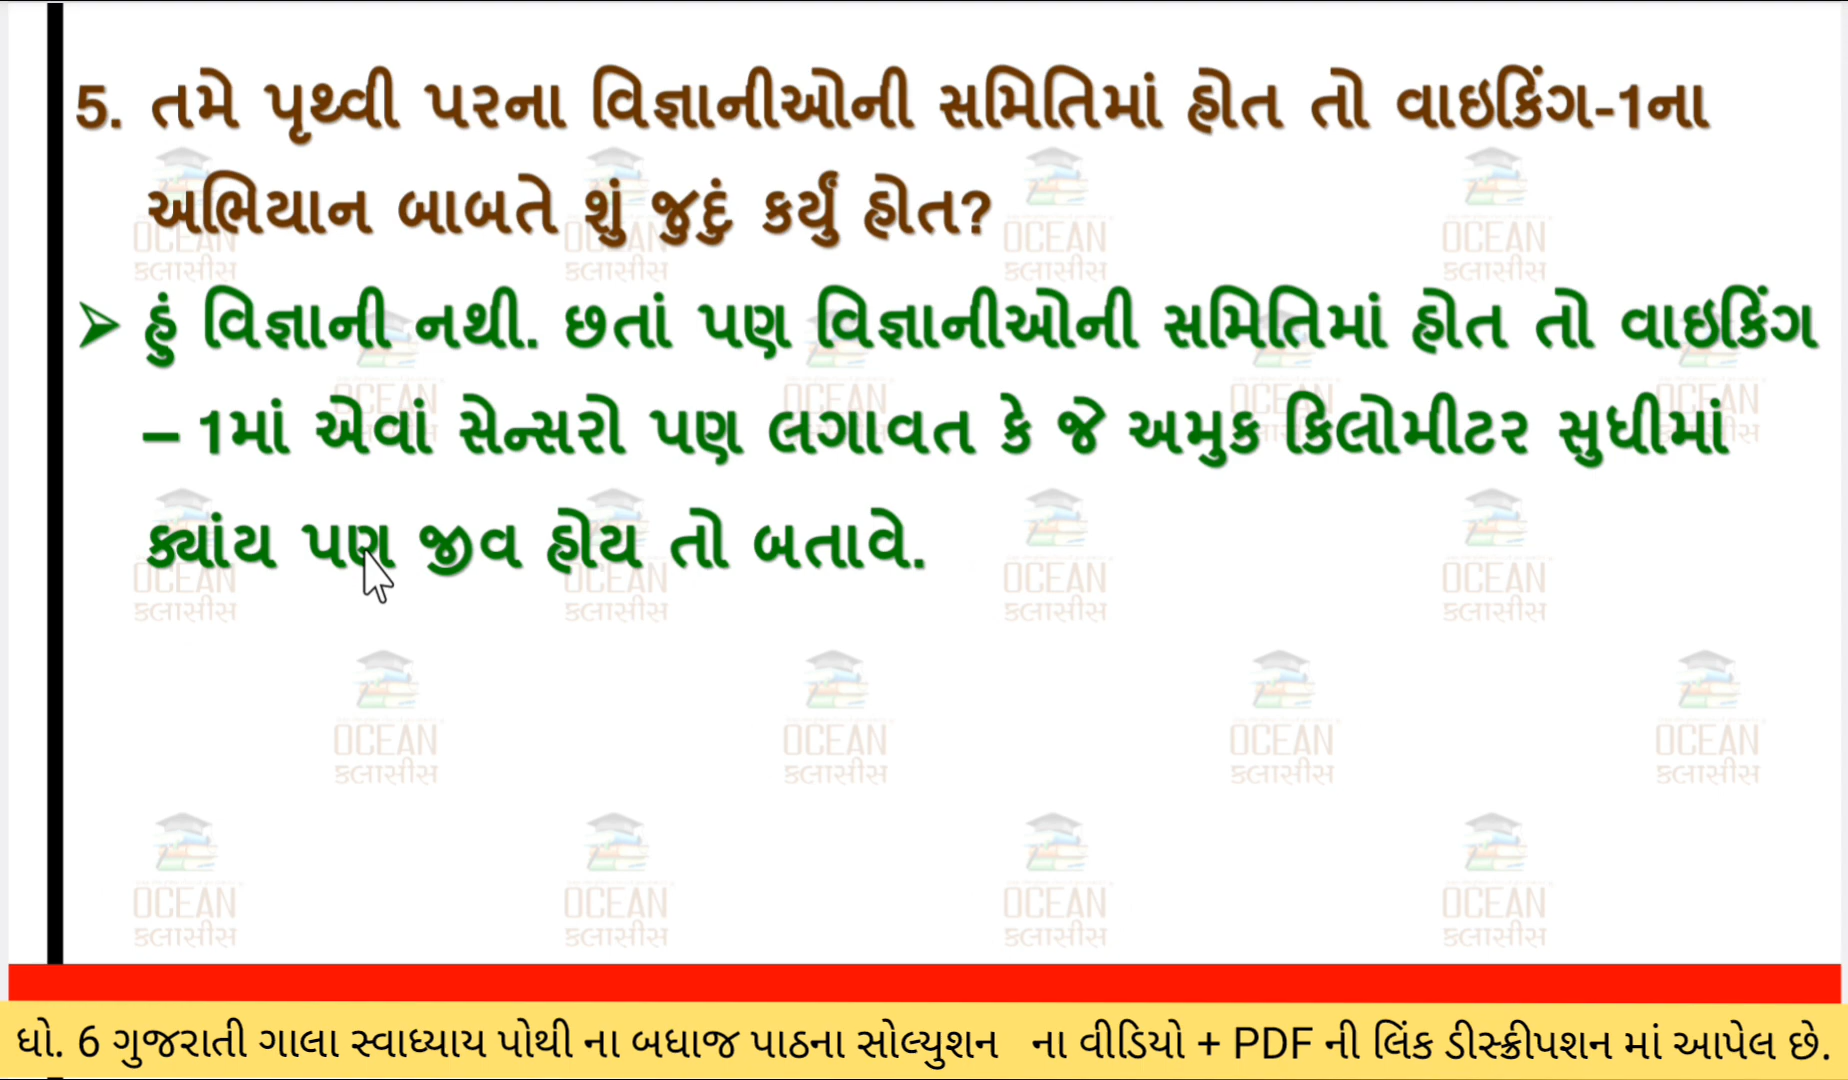 5. તમે પૃથ્વી પરના વિજ્ઞાનીઓની સમિતિમાં હોત તો વાઇકિંગ-1ના
અભિયાન બાબતે શું જુદું કર્યું હોત?
➢ હું વિજ્ઞાની નથી. છતાં પણ વિજ્ઞાનીઓની સમિતિમાં હોત તો વાઇકિંગ
– 1માં એવાં સેન્સરો પણ લગાવત કે જે અમુક કિલોમીટર સુધીમાં
ક્યાંય પણ જીવ હોય તો બતાવે.
OCEAN
ક્લાસીસ
ધો. 6 ગુજરાતી ગાલા સ્વાધ્યાય પોથી ના બધાજ પાઠના સોલ્યુશન ના વીડિયો + PDF ની લિંક ડીસ્ક્રીપશન માં આપેલ છે.